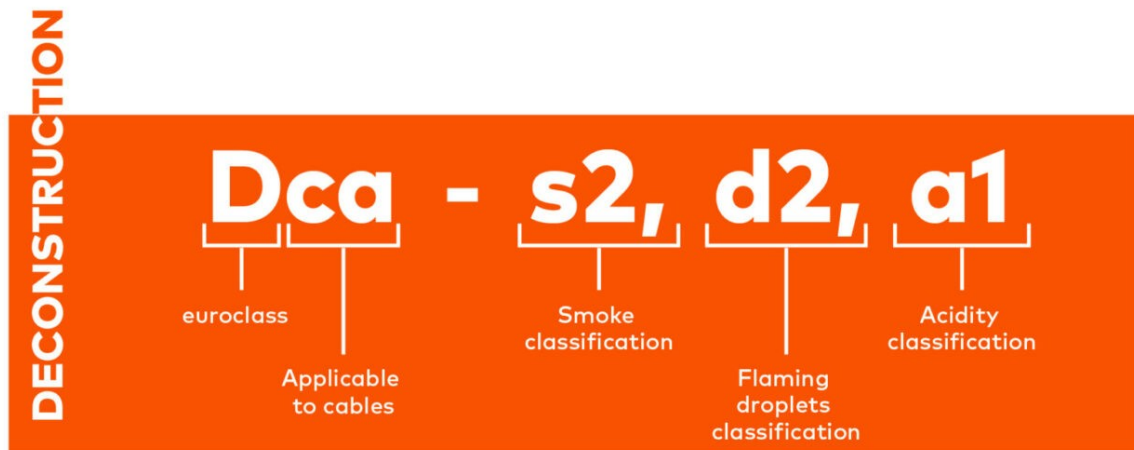 DECONSTRUCTION
Dca - s2, d2, a1
euroclass
Applicable
to cables
Smoke
classification
Flaming
droplets
classification
Acidity
classification